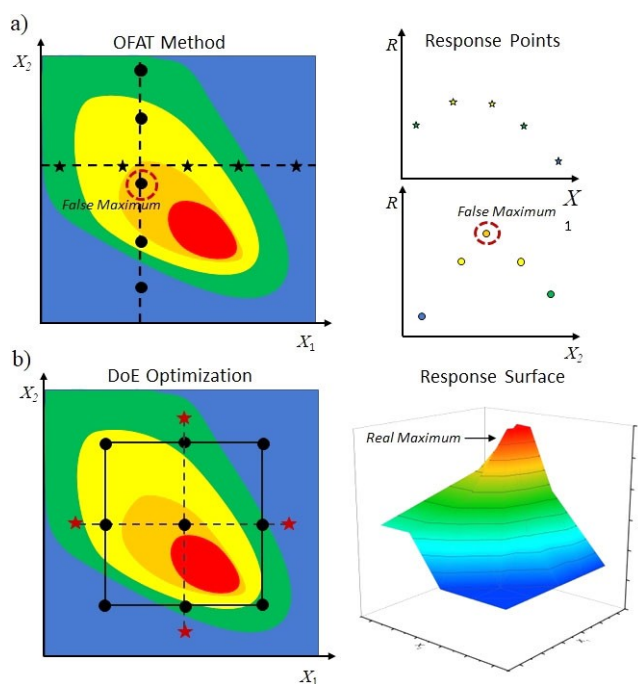 a)
OFAT Method
X2
False Maximum
X1
Response Points
R
X
1
R
False Maximum
X2
b)
DoE Optimization
X2
X1
Response Surface
Real Maximum